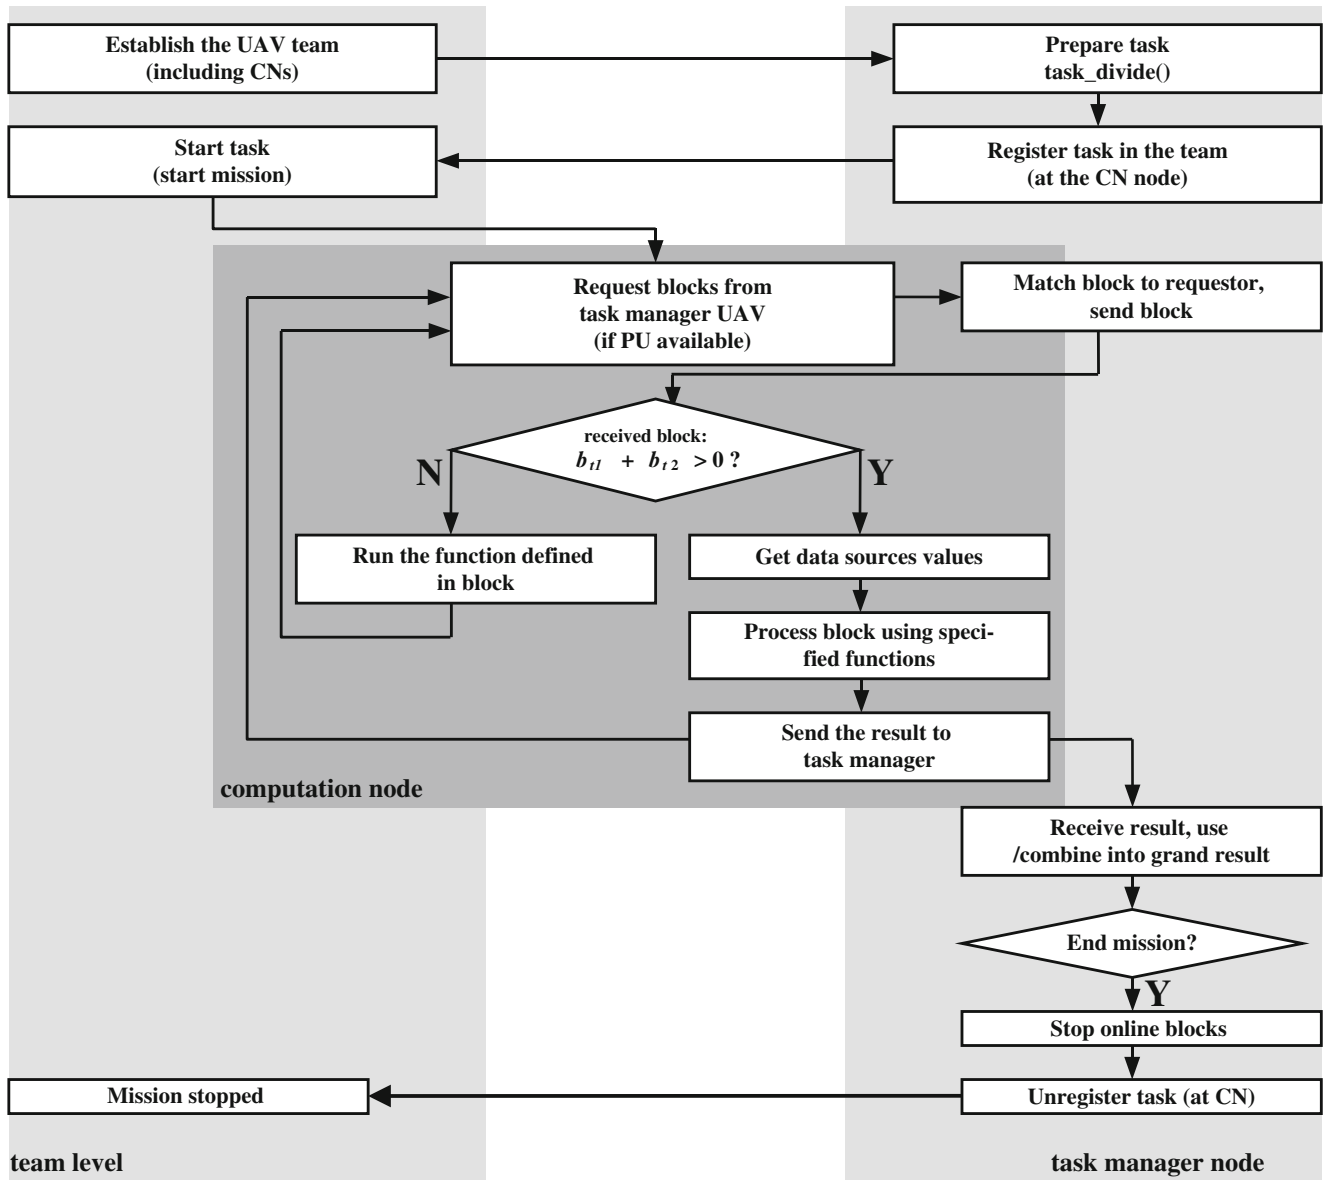 Establish the UAV team
(including CNs)
Prepare task
task_divide()
Start task
(start mission)
Register task in the team
(at the CN node)
Request blocks from
task manager UAV
(if PU available)
Match block to requestor,
send block
received block:
b t1 + b t 2 > 0 ?
N
Y
Run the function defined
in block
Get data sources values
Process block using speci-
fied functions
Send the result to
task manager
computation node
Receive result, use
/combine into grand result
End mission?
Y
Stop online blocks
Mission stopped
Unregister task (at CN)
team level
task manager node